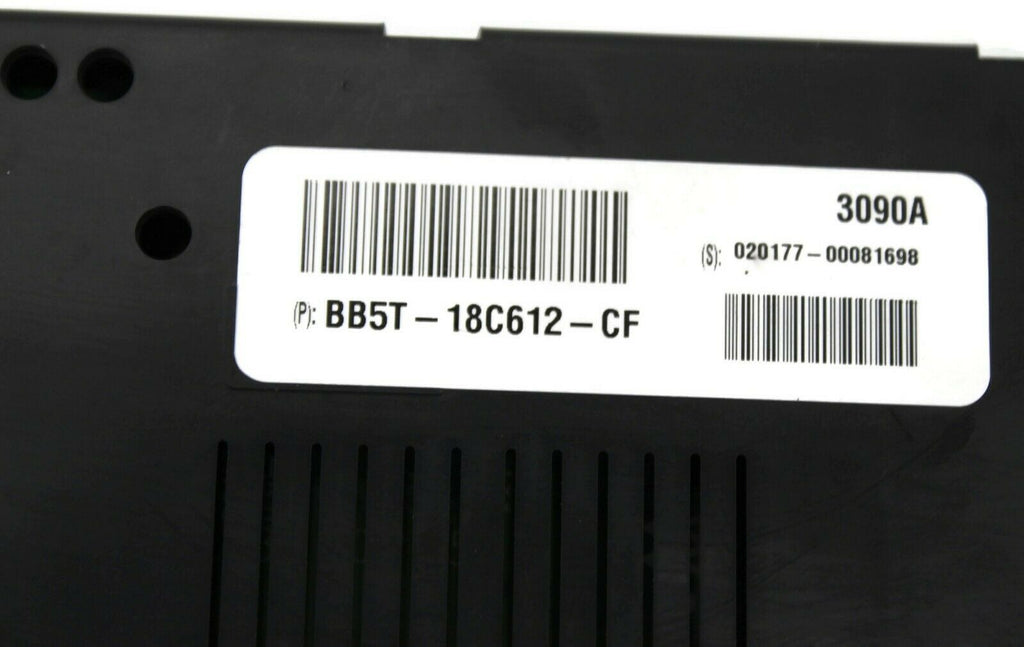 3090A
(S): 020177-00081698
(P): BB5T-18C612-CF